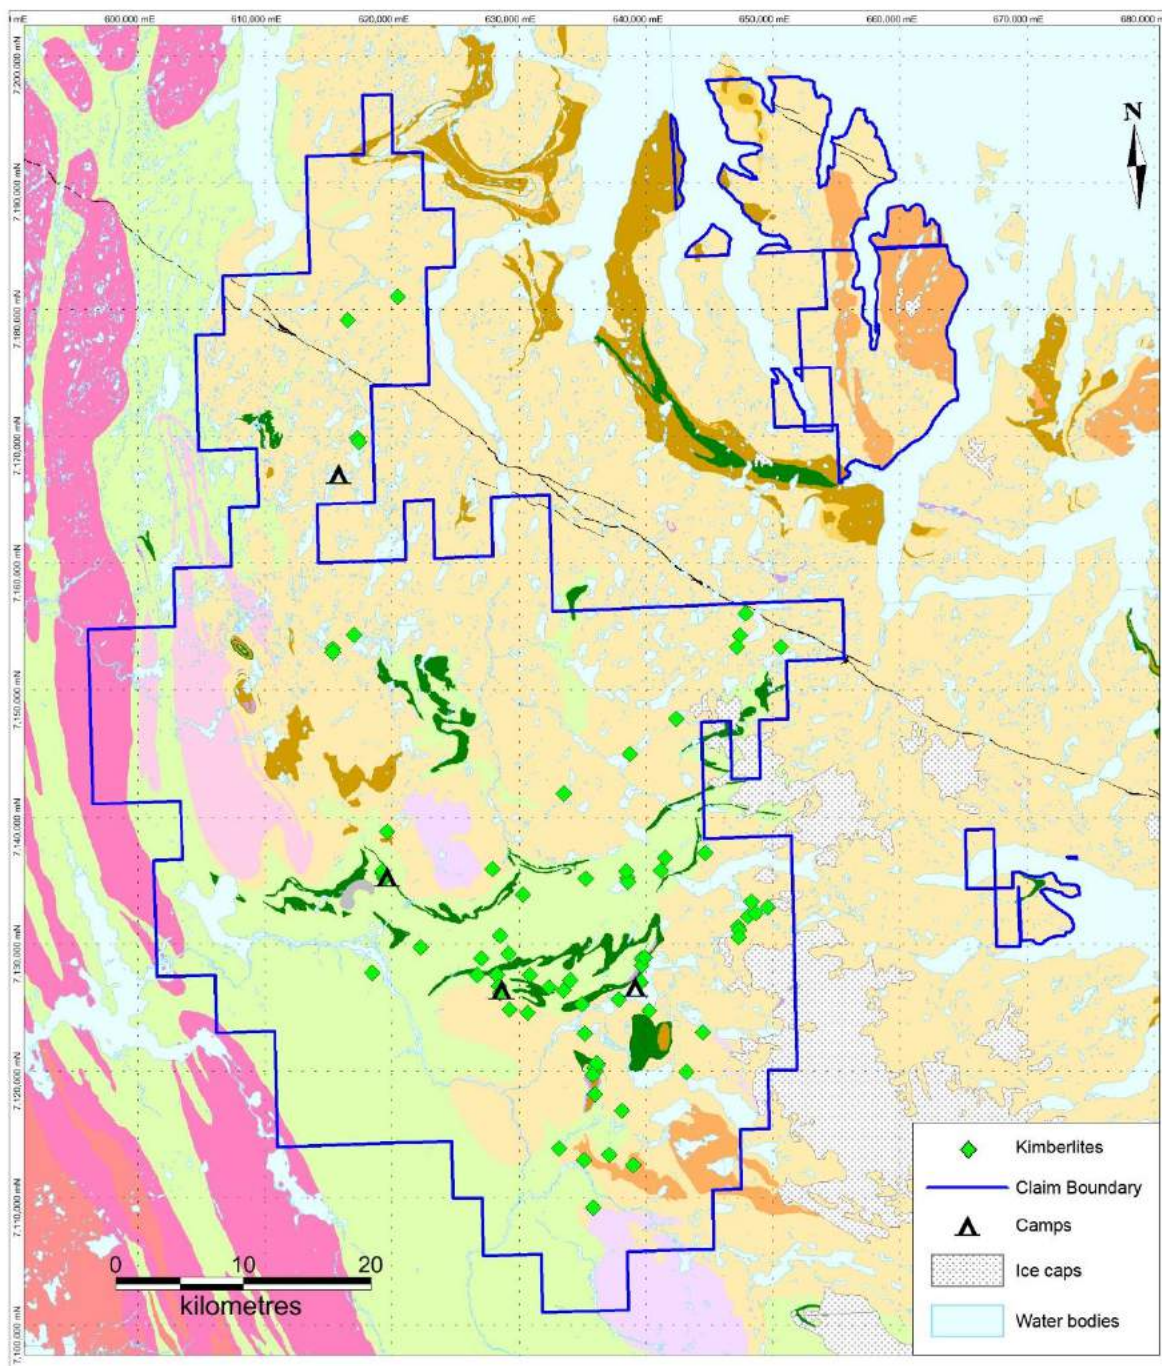 mE 600,000 mE 610,000 mE 620,000 mE 630,000 mE 640,000 mE 650,000 mE 660,000 mE 670,000 mE 680,000
7,200,000 mN
N
7,190,000 mN
7,180,000 mN
7,170,000 mN
7,160,000 mN
7,150,000 mN
7,140,000 mN
7,130,000 mN
7,120,000 mN
7,110,000 mN
7,100,000 mN
Kimberlites
Claim Boundary
Camps
Ice caps
Water bodies
0 10 20
kilometres